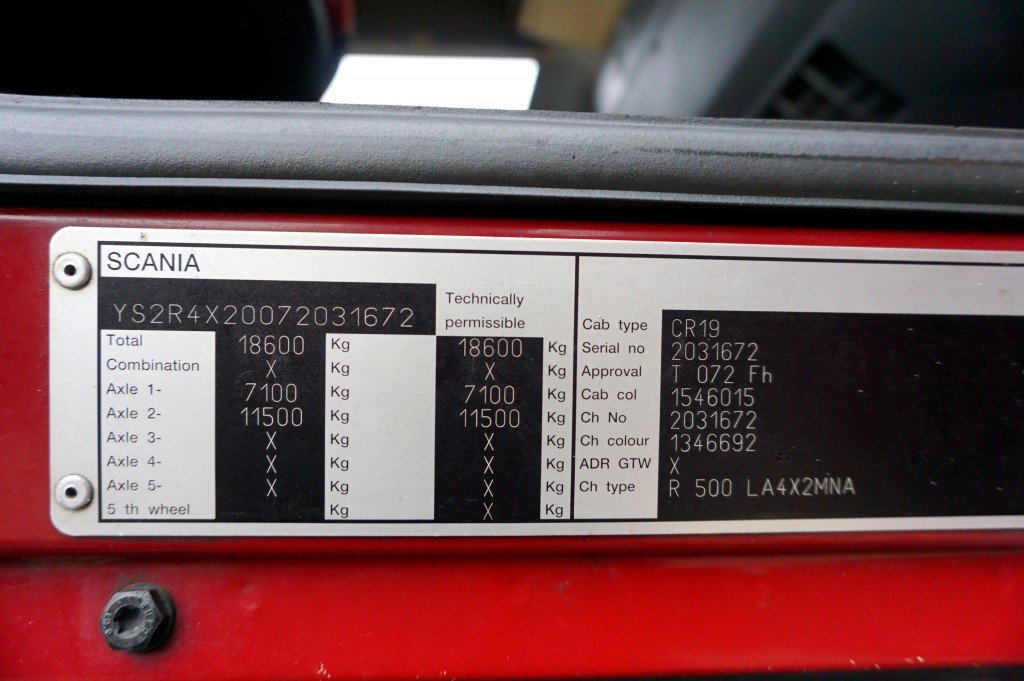 SCANIA
YS2R4X20072031672
Technically
permissible
Total 18600 Kg 18600 Kg
Combination X Kg X Kg
Axle 1- 7100 Kg 7100 Kg
Axle 2- 11500 Kg 11500 Kg
Axle 3- X Kg X Kg
Axle 4- X Kg X Kg
Axle 5- X Kg X Kg
5 th wheel Kg X Kg
Cab type CR19
Serial no 2031672
Approval T 072 Fh
Cab col 1546015
Ch No 2031672
Ch colour 1346692
ADR GTW X
Ch type R 500 LA4X2MNA